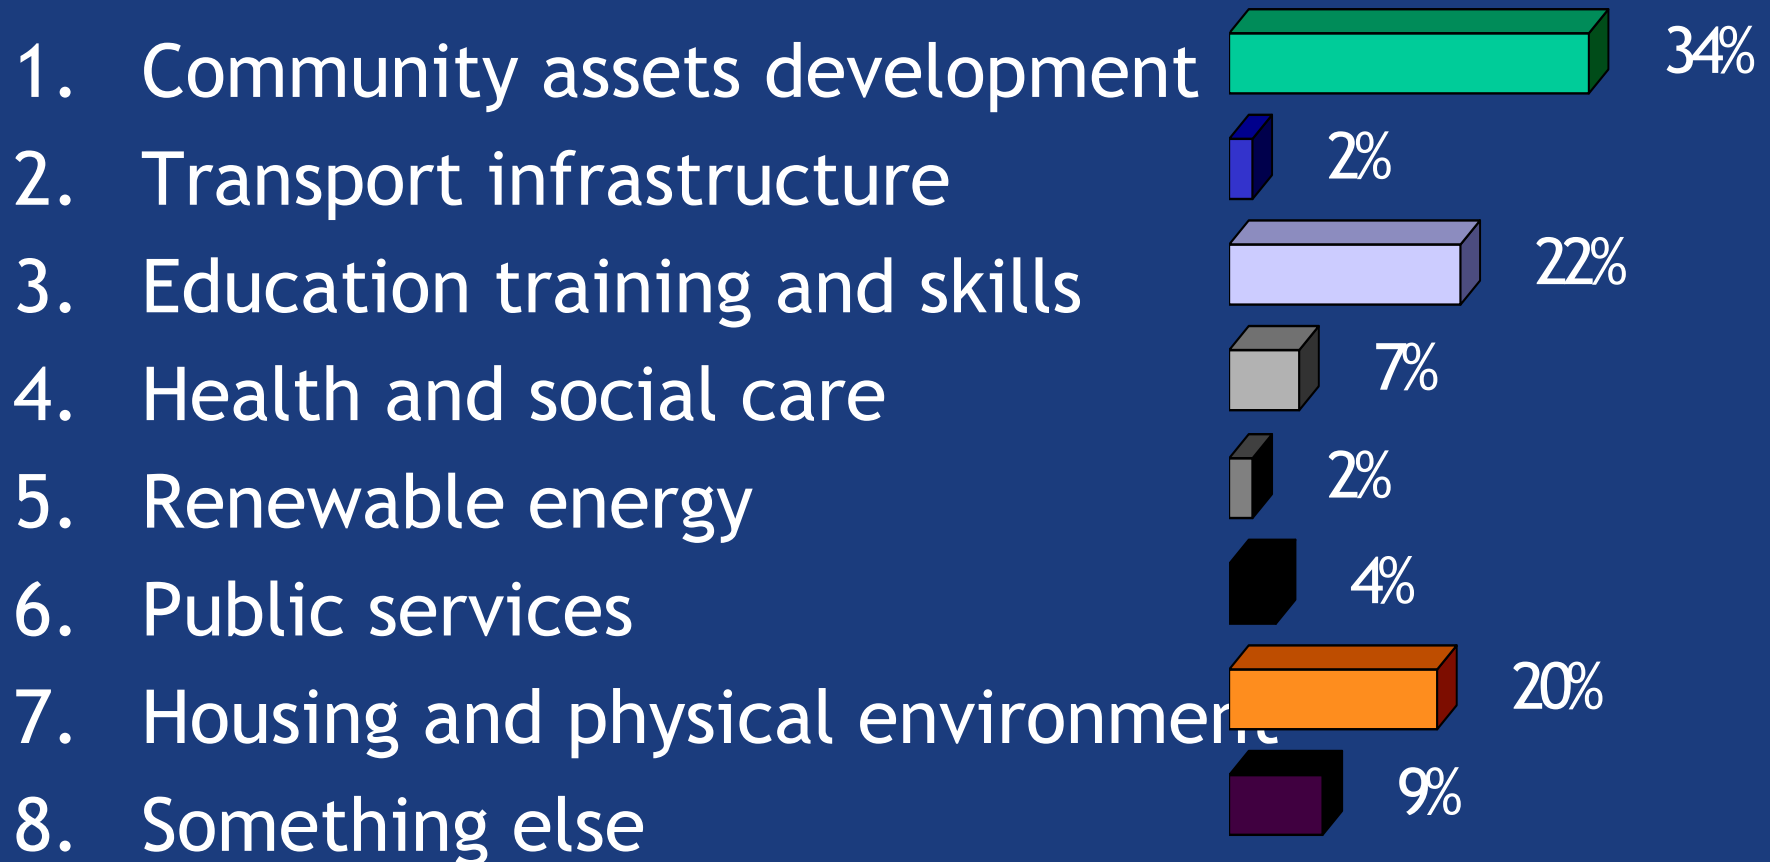 1. Community assets development 34%
2. Transport infrastructure 2%
3. Education training and skills 22%
4. Health and social care 7%
5. Renewable energy 2%
6. Public services 4%
7. Housing and physical environment 20%
8. Something else 9%